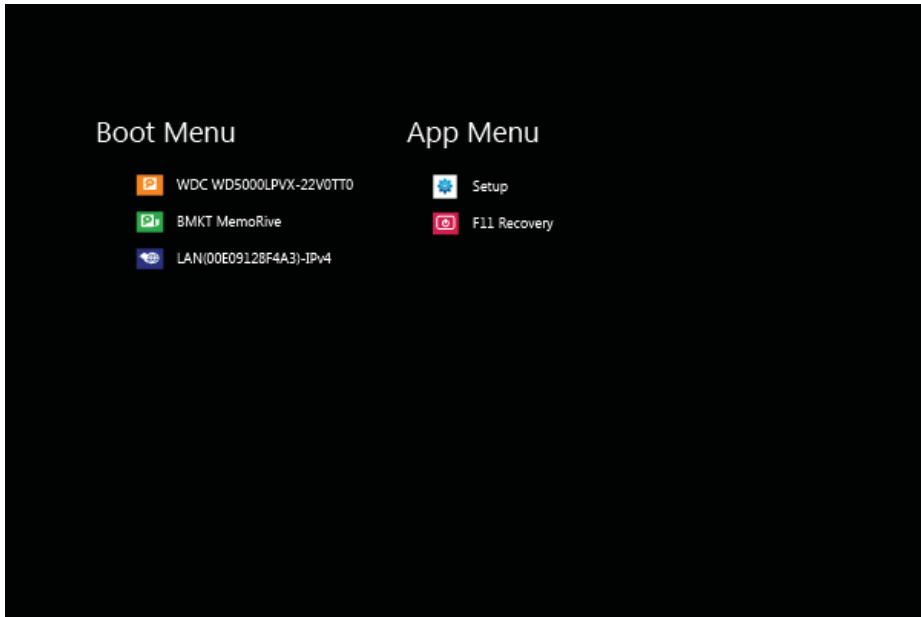 Boot Menu
WDC WD5000LPVX-22V0TT0
BMKT MemoRive
LAN(00E09128F4A3)-IPv4
App Menu
Setup
F11 Recovery